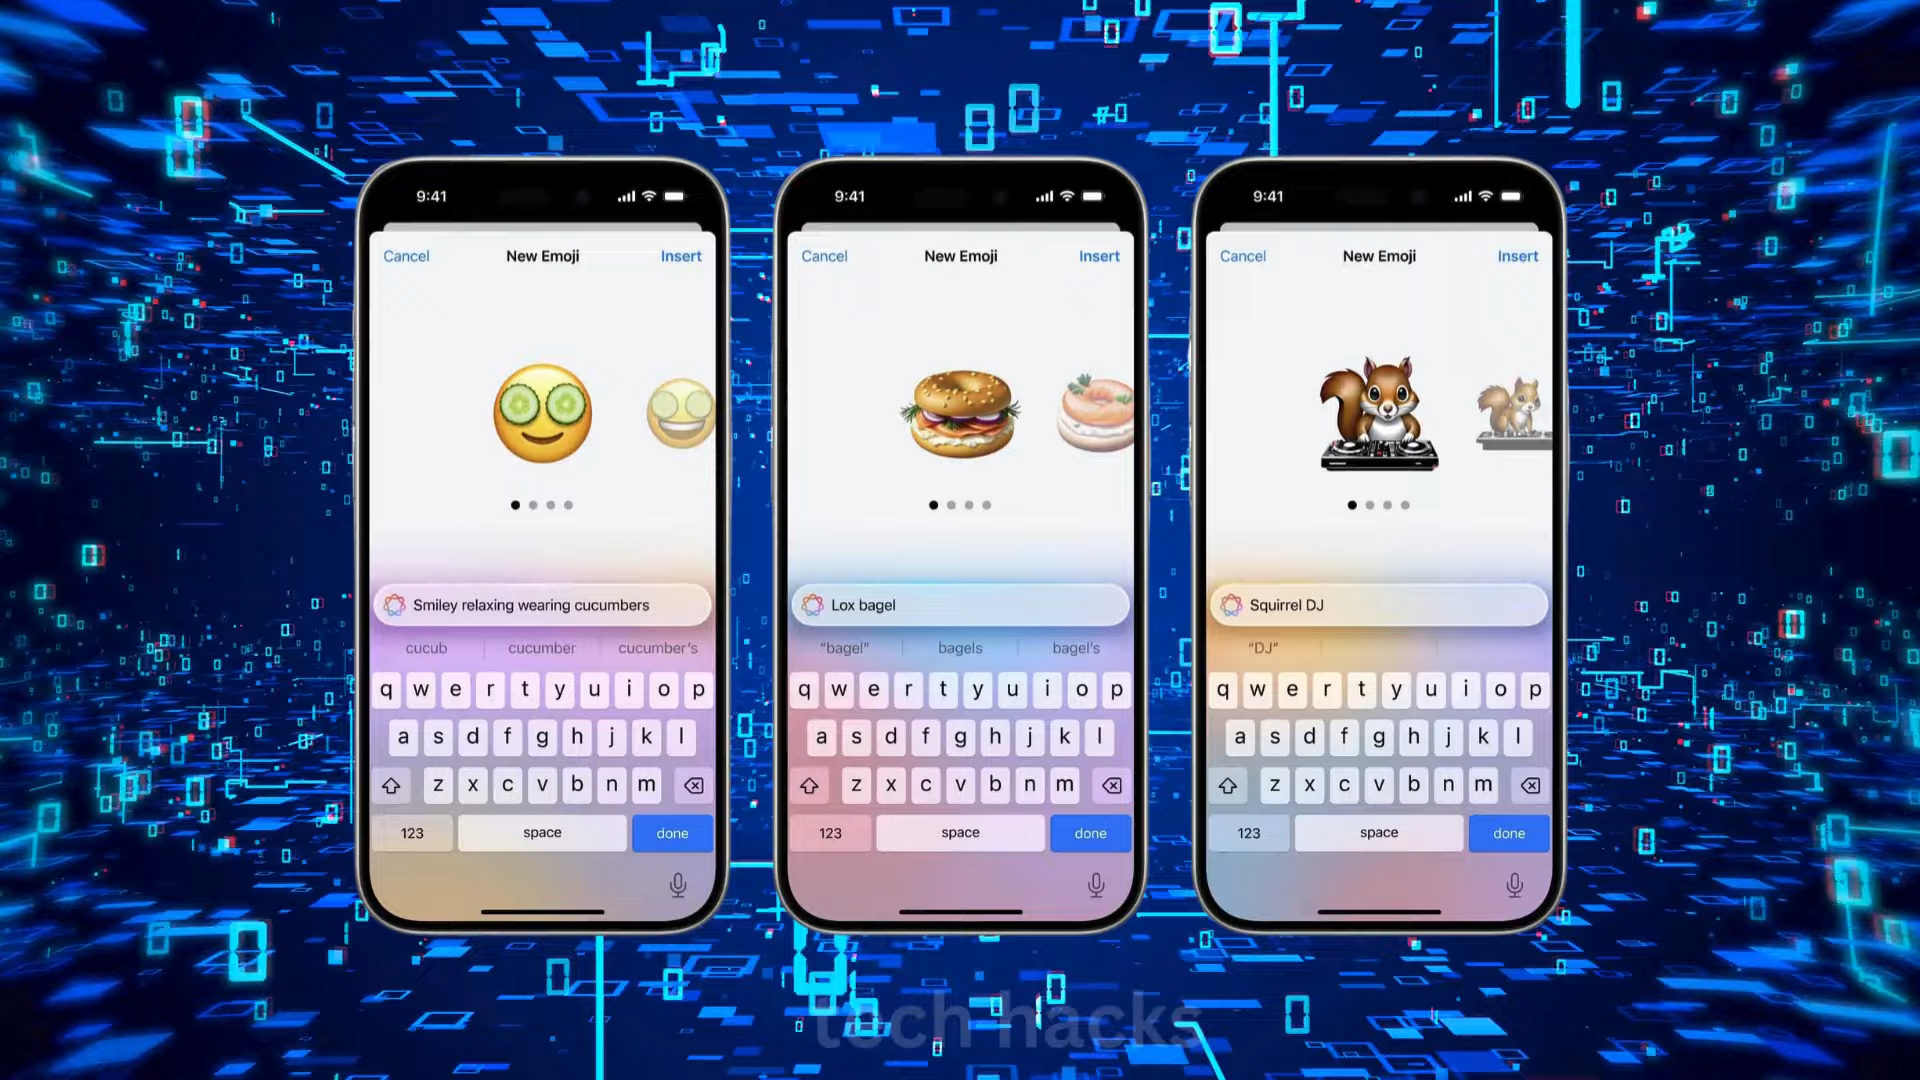 9:41
Cancel New Emoji Insert
Smiley relaxing wearing cucumbers
cucub cucumber cucumber's
q w e r t y u i o p
a s d f g h j k l
z x c v b n m
123 space done
9:41
Cancel New Emoji Insert
Lox bagel
"bagel" bagels bagel's
q w e r t y u i o p
a s d f g h j k l
z x c v b n m
123 space done
9:41
Cancel New Emoji Insert
Squirrel DJ
"DJ"
q w e r t y u i o p
a s d f g h j k l
z x c v b n m
123 space done
tech hacks